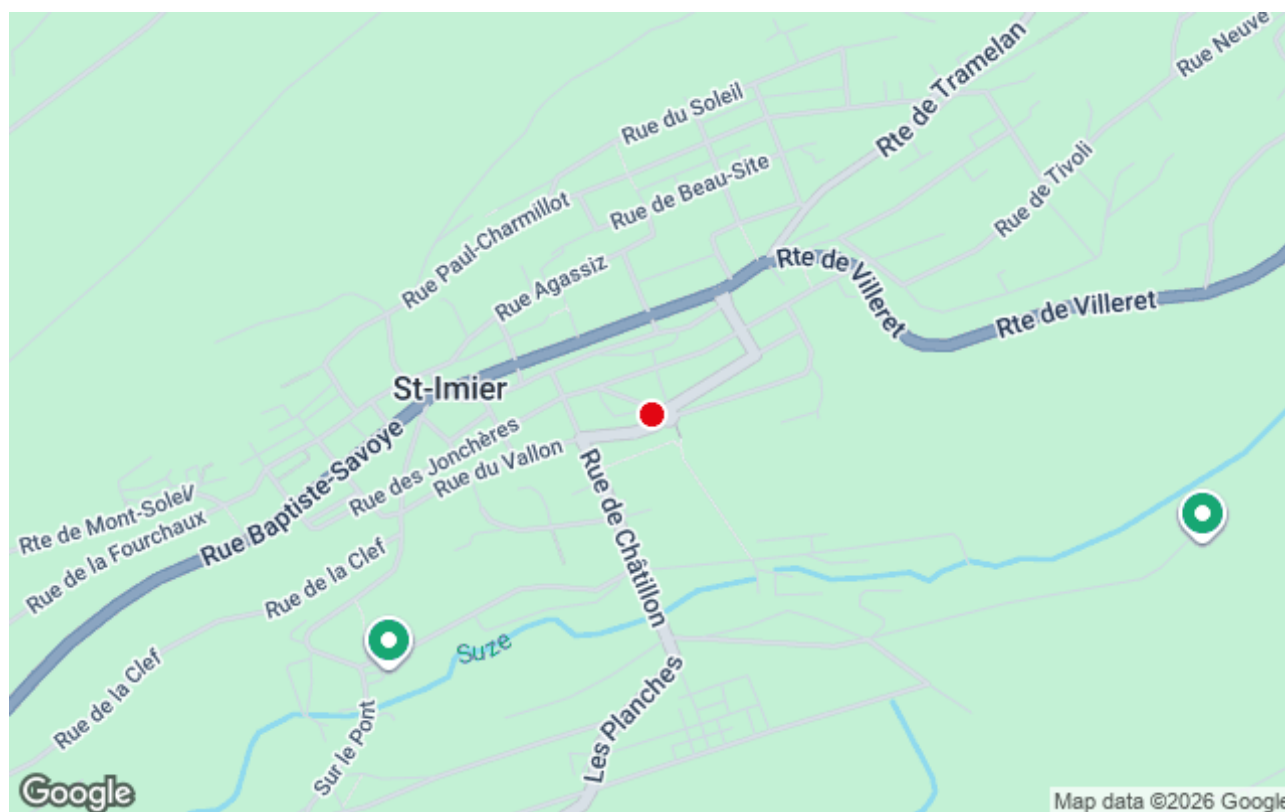 Rue Neuve
Rte de Tramelan
Rue du Soleil
Rue de Tivoli
Rue de Beau-Site
Rue Paul-Charmillot
Rue Agassiz
Rte de Villeret
Rte de Villeret
St-Imier
Rue des Jonchères
Rue du Vallon
Rue Baptiste-Savoye
Rte de Mont-Soleil
Rue de la Fourchaux
Rue de la Clef
Rue de Châtillon
Suze
Rue de la Clef
Sur le Pont
Les Planches
Google
Map data ©2026 Google